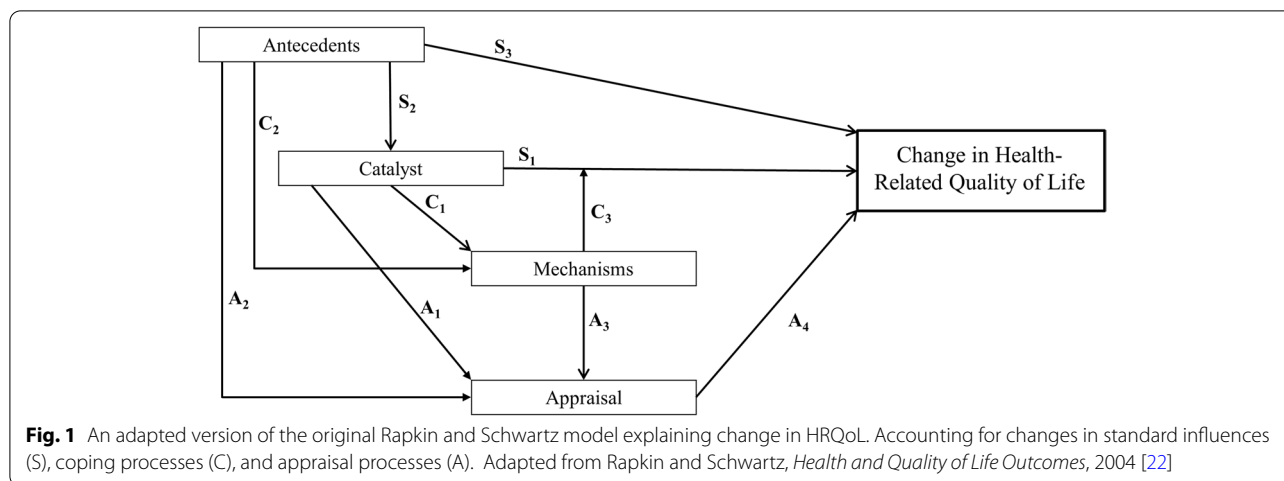 Antecedents
S3
S2
C2
Catalyst
S1
Change in Health-
Related Quality of Life
C1
C3
Mechanisms
A2
A1
A3
A4
Appraisal
Fig. 1 An adapted version of the original Rapkin and Schwartz model explaining change in HRQoL. Accounting for changes in standard influences
(S), coping processes (C), and appraisal processes (A). Adapted from Rapkin and Schwartz, Health and Quality of Life Outcomes, 2004 [22]